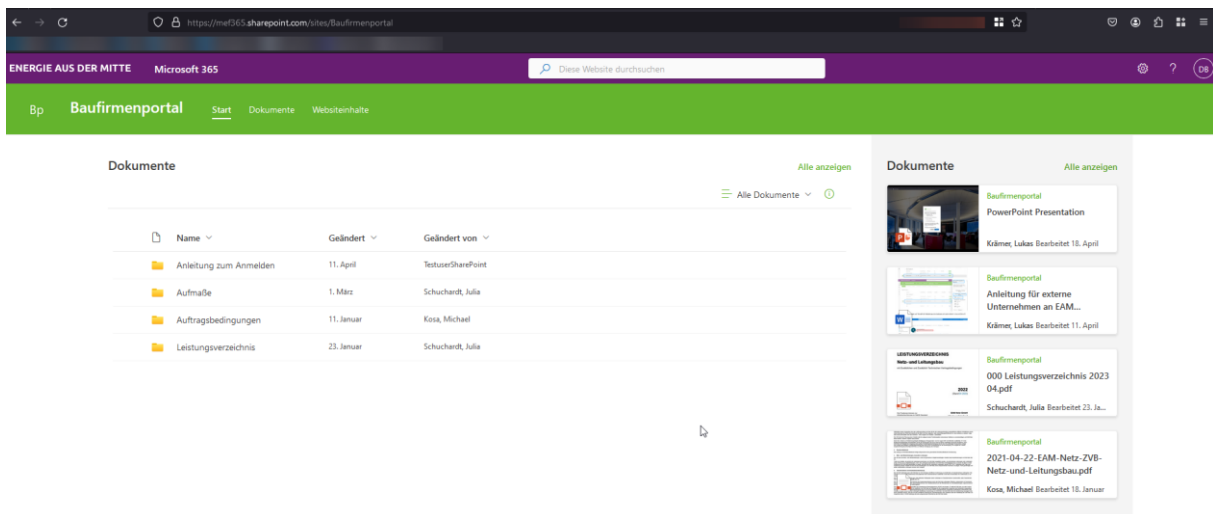 https://mef365.sharepoint.com/sites/Baufirmenportal
ENERGIE AUS DER MITTE Microsoft 365 Diese Website durchsuchen ? DB
Bp Baufirmenportal Start Dokumente Websiteinhalte
Dokumente Alle anzeigen
Alle Dokumente
Name Geändert Geändert von
Anleitung zum Anmelden 11. April TestuserSharePoint
Aufmaße 1. März Schuchardt, Julia
Auftragsbedingungen 11. Januar Kosa, Michael
Leistungsverzeichnis 23. Januar Schuchardt, Julia
Dokumente Alle anzeigen
Baufirmenportal
PowerPoint Presentation
Krämer, Lukas Bearbeitet 18. April
Baufirmenportal
Anleitung für externe
Unternehmen an EAM...
Krämer, Lukas Bearbeitet 11. April
LEISTUNGSVERZEICHNIS
Netz- und Leitungsbau
2023
Baufirmenportal
000 Leistungsverzeichnis 2023
04.pdf
Schuchardt, Julia Bearbeitet 23. Ja...
Baufirmenportal
2021-04-22-EAM-Netz-ZVB-
Netz-und-Leitungsbau.pdf
Kosa, Michael Bearbeitet 18. Januar